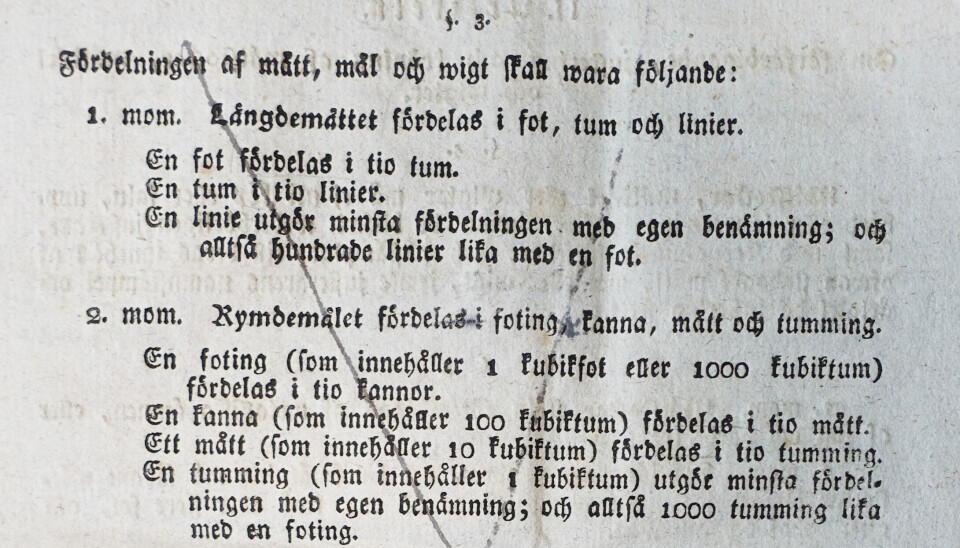 §. 3.
Fördelningen af mått, mål och wigt skall wara följande:
1. mom. Längdemåttet fördelas i fot, tum och linier.
En fot fördelas i tio tum.
En tum i tio linier.
En linie utgör minsta fördelningen med egen benämning; och
alltså hundrade linier lika med en fot.
2. mom. Rymdemålet fördelas i foting, kanna, mått och tumming.
En foting (som innehåller 1 kubikfot eller 1000 kubiktum)
fördelas i tio kannor.
En kanna (som innehåller 100 kubiktum) fördelas i tio mått.
Ett mått (som innehåller 10 kubiktum) fördelas i tio tumming.
En tumming (som innehåller 1 kubiktum) utgör minsta fördel-
ningen med egen benämning; och alltså 1000 tumming lika
med en foting.